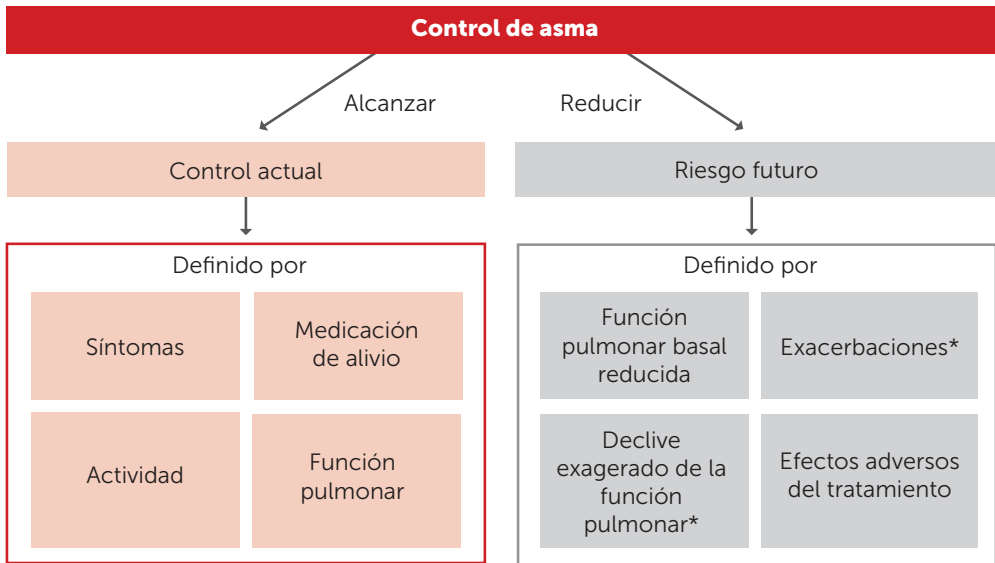 Control de asma
Alcanzar
Reducir
Control actual
Riesgo futuro
Definido por
Síntomas
Medicación
de alivio
Actividad
Función
pulmonar
Definido por
Función
pulmonar basal
reducida
Exacerbaciones*
Declive
exagerado de la
función
pulmonar*
Efectos adversos
del tratamiento